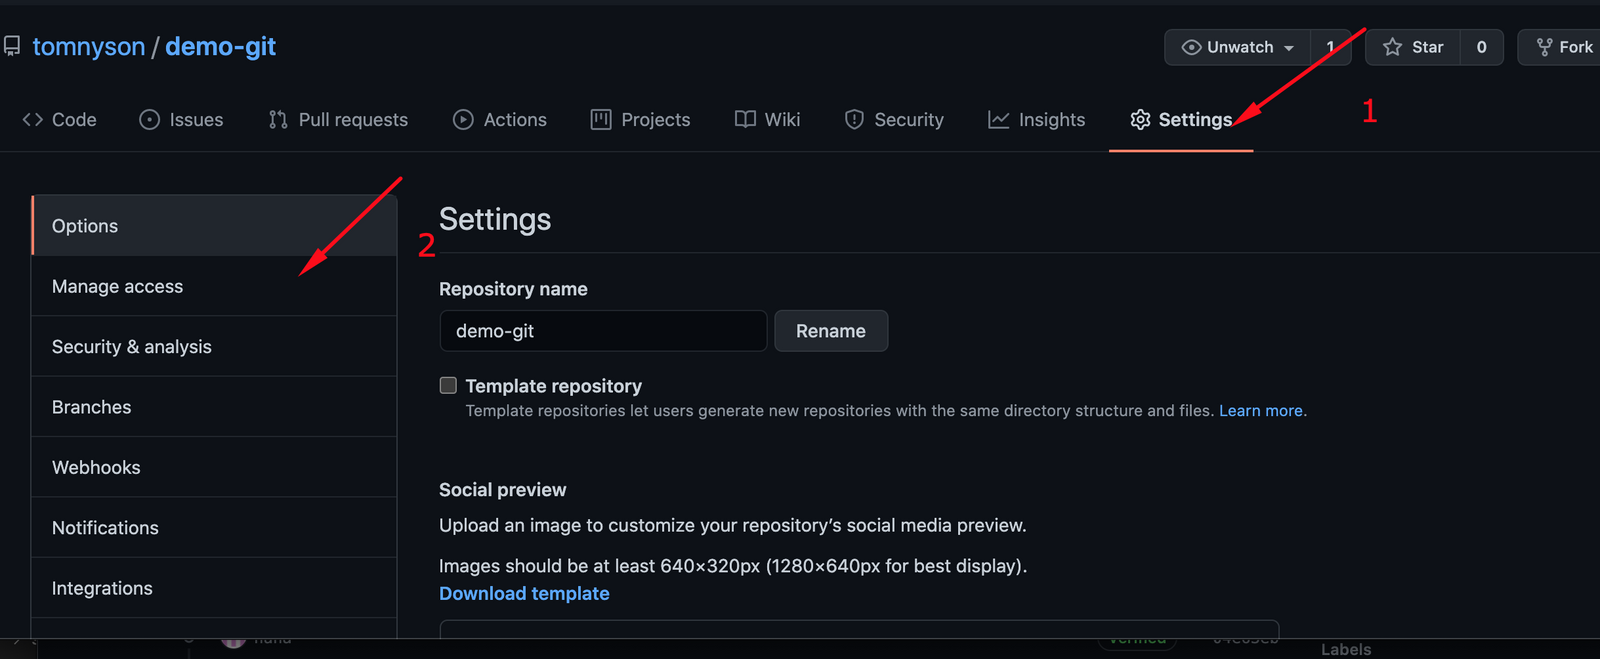 tomnyson / demo-git
Unwatch 1 Star 0 Fork
Code Issues Pull requests Actions Projects Wiki Security Insights Settings
1
Options
Manage access
Security & analysis
Branches
Webhooks
Notifications
Integrations
2
Settings
Repository name
demo-git Rename
Template repository
Template repositories let users generate new repositories with the same directory structure and files. Learn more.
Social preview
Upload an image to customize your repository’s social media preview.
Images should be at least 640×320px (1280×640px for best display).
Download template
Labels